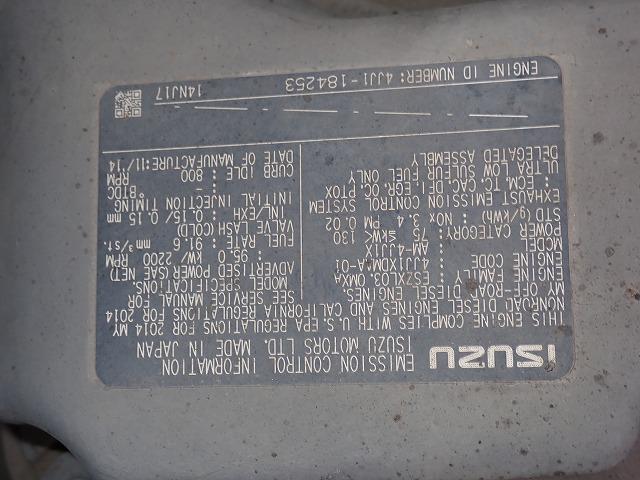 ISUZU
EMISSION CONTROL INFORMATION
ISUZU MOTORS LTD. MADE IN JAPAN
THIS ENGINE COMPLIES WITH U.S. EPA REGULATIONS FOR 2014 MY
NONROAD DIESEL ENGINES AND CALIFORNIA REGULATIONS FOR 2014
MY OFF-ROAD DIESEL ENGINES. SEE SERVICE MANUAL FOR
MODEL SPECIFICATIONS.
ENGINE FAMILY : ESZXL03.0MXA
ENGINE CODE : 4JJ1XDWAA-01
MODEL : AM-4JJ1X
POWER CATEGORY : 75 ≤kW< 130
STD (g/kWh) : NOx 3.4 PM 0.02
EXHAUST EMISSION CONTROL SYSTEM
: ECM, TC, CAC, DFI, EGR, OC, PTOX
ULTRA LOW SULFUR FUEL ONLY
DELEGATED ASSEMBLY
ADVERTISED POWER (SAE NET)
: 95.0 kW/ 2200 RPM
FUEL RATE : 91.6 mm³/st.
VALVE LASH (COLD)
IN/EXH :0.15/ 0.15 mm
INITIAL INJECTION TIMING
: – °BTDC
CURB IDLE : 800 RPM
DATE OF MANUFACTURE:11/'14
ENGINE ID NUMBER: 4JJ1-184253
14NJ17